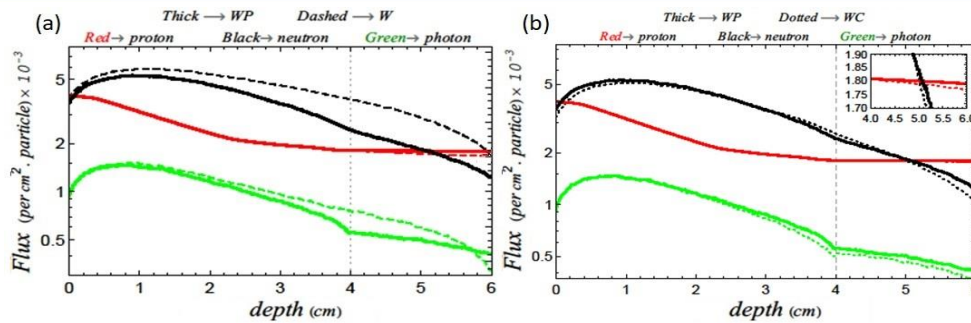 (a)
Thick → WP Dashed → W
Red→ proton Black→ neutron Green→ photon
Flux (per cm². particle) × 10⁻³
5
2
1
0.5
0 1 2 3 4 5 6
depth (cm)
(b)
Thick → WP Dotted → WC
Red→ proton Black→ neutron Green→ photon
Flux (per cm². particle) × 10⁻³
5
2
1
0.5
1.90
1.85
1.80
1.75
1.70
4.0 4.5 5.0 5.5 6.0
0 1 2 3 4 5
depth (cm)